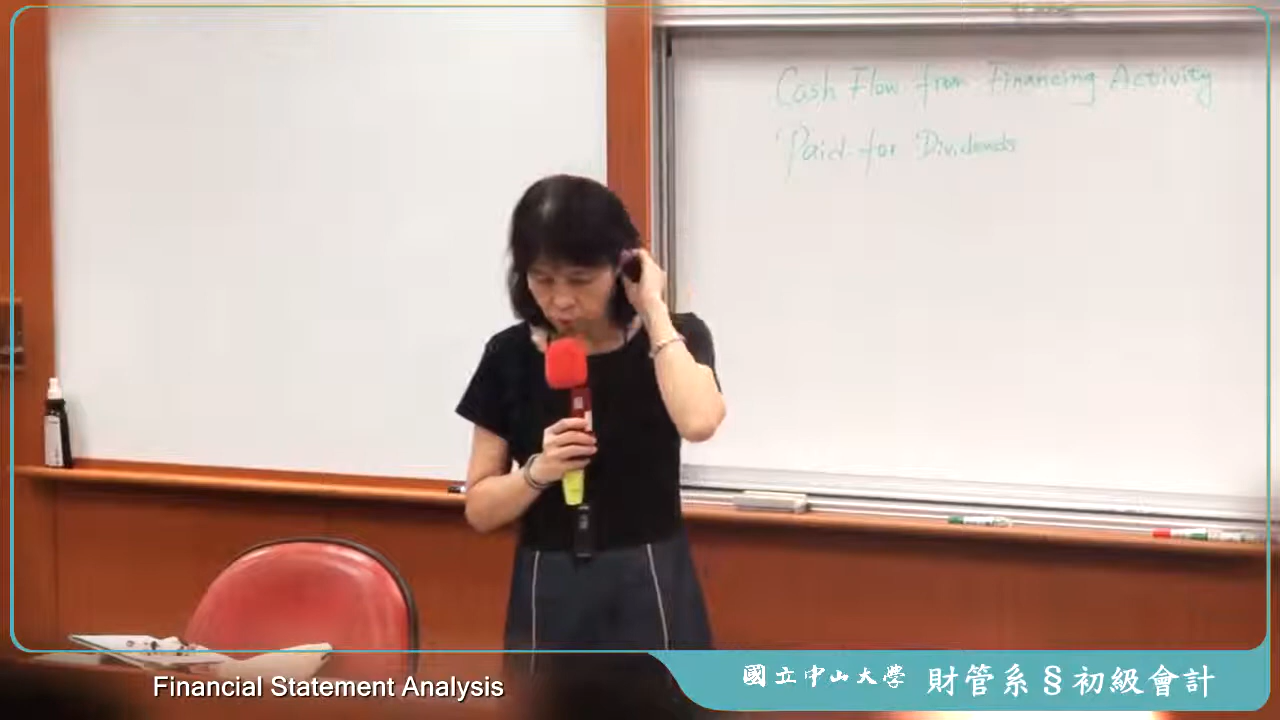 Cash Flow from Financing Activity
Paid for Dividends
Financial Statement Analysis
國立中山大學 財管系§初級會計